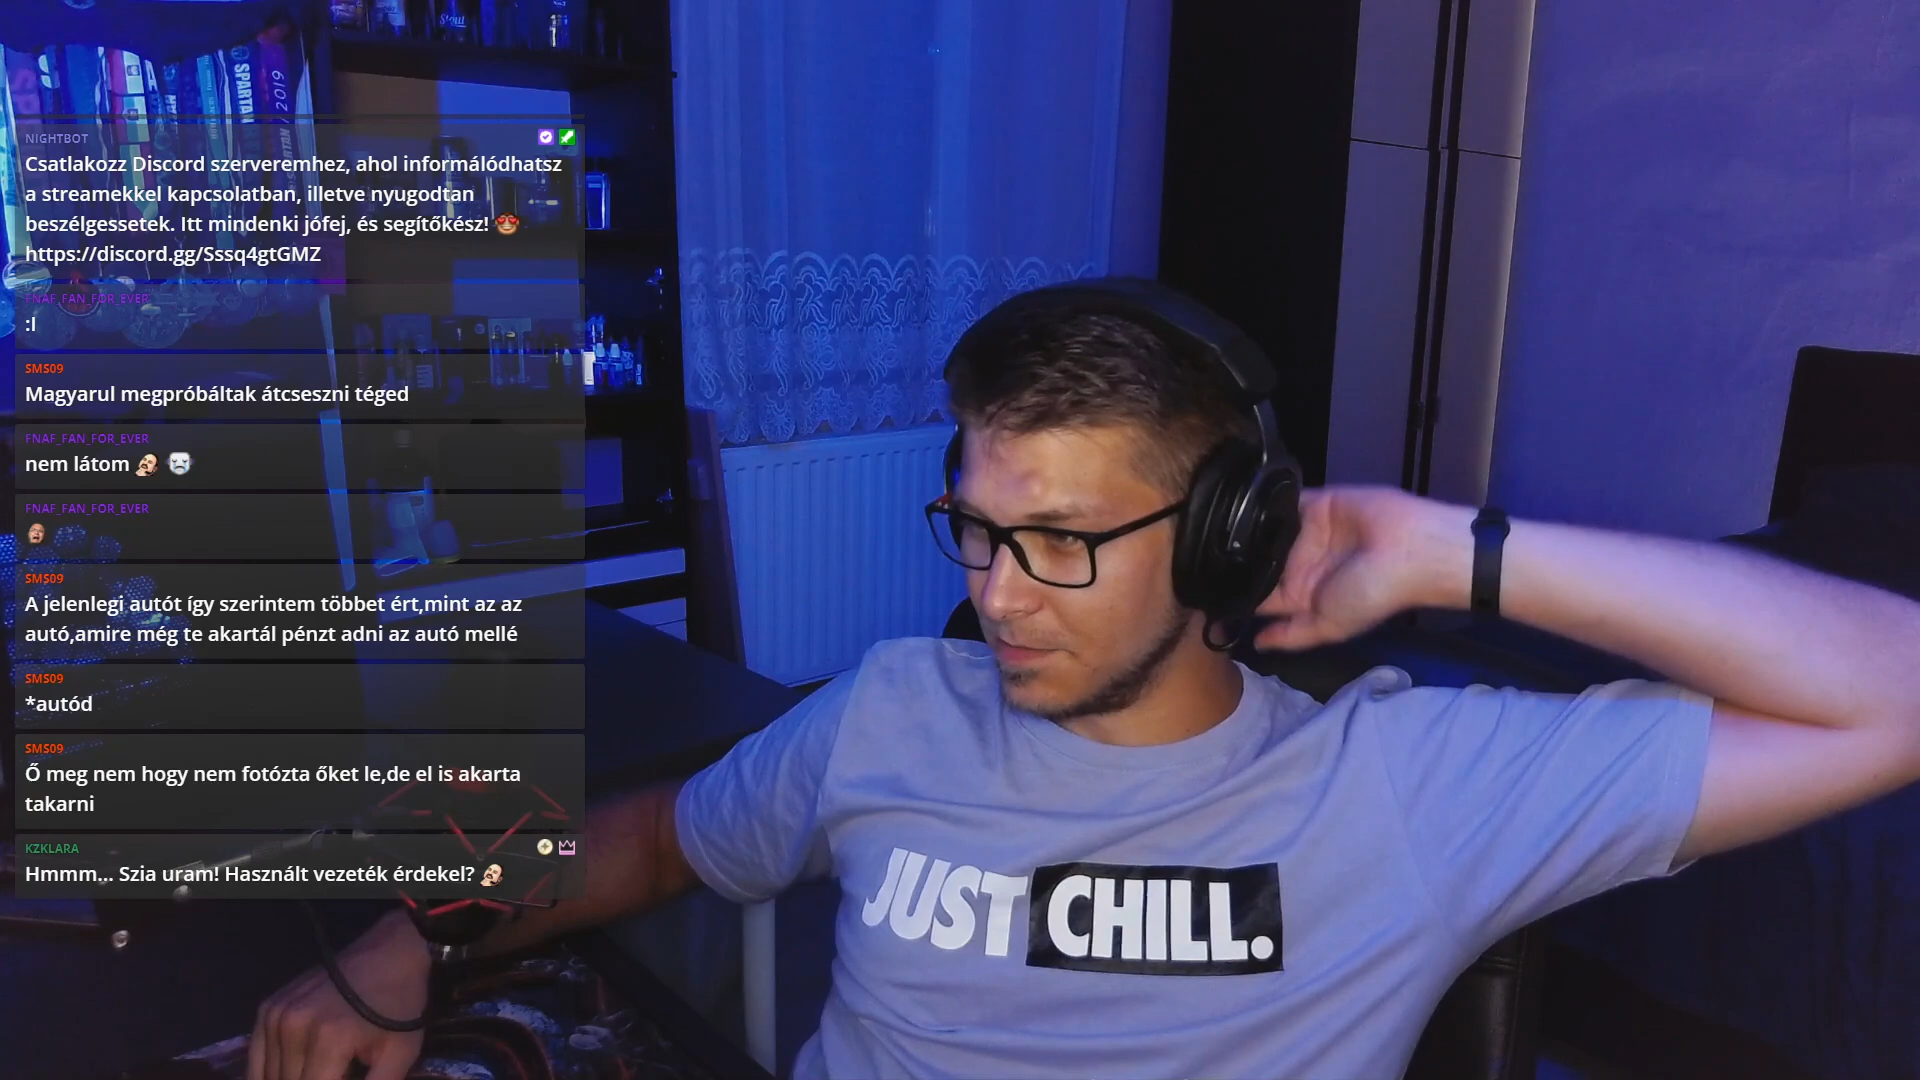 Stout
SPARTAN
2019
NIGHTBOT
Csatlakozz Discord szerveremhez, ahol informálódhatsz
a streamekkel kapcsolatban, illetve nyugodtan
beszélgessetek. Itt mindenki jófej, és segítőkész!
https://discord.gg/Sssq4gtGMZ
FNAF_FAN_FOR_EVER
:l
SMS09
Magyarul megpróbáltak átcseszni téged
FNAF_FAN_FOR_EVER
nem látom
FNAF_FAN_FOR_EVER
SMS09
A jelenlegi autót így szerintem többet ért,mint az az
autó,amire még te akartál pénzt adni az autó mellé
SMS09
*autód
SMS09
Ő meg nem hogy nem fotózta őket le,de el is akarta
takarni
KZKLARA
Hmmm... Szia uram! Használt vezeték érdekel?
JUST CHILL.